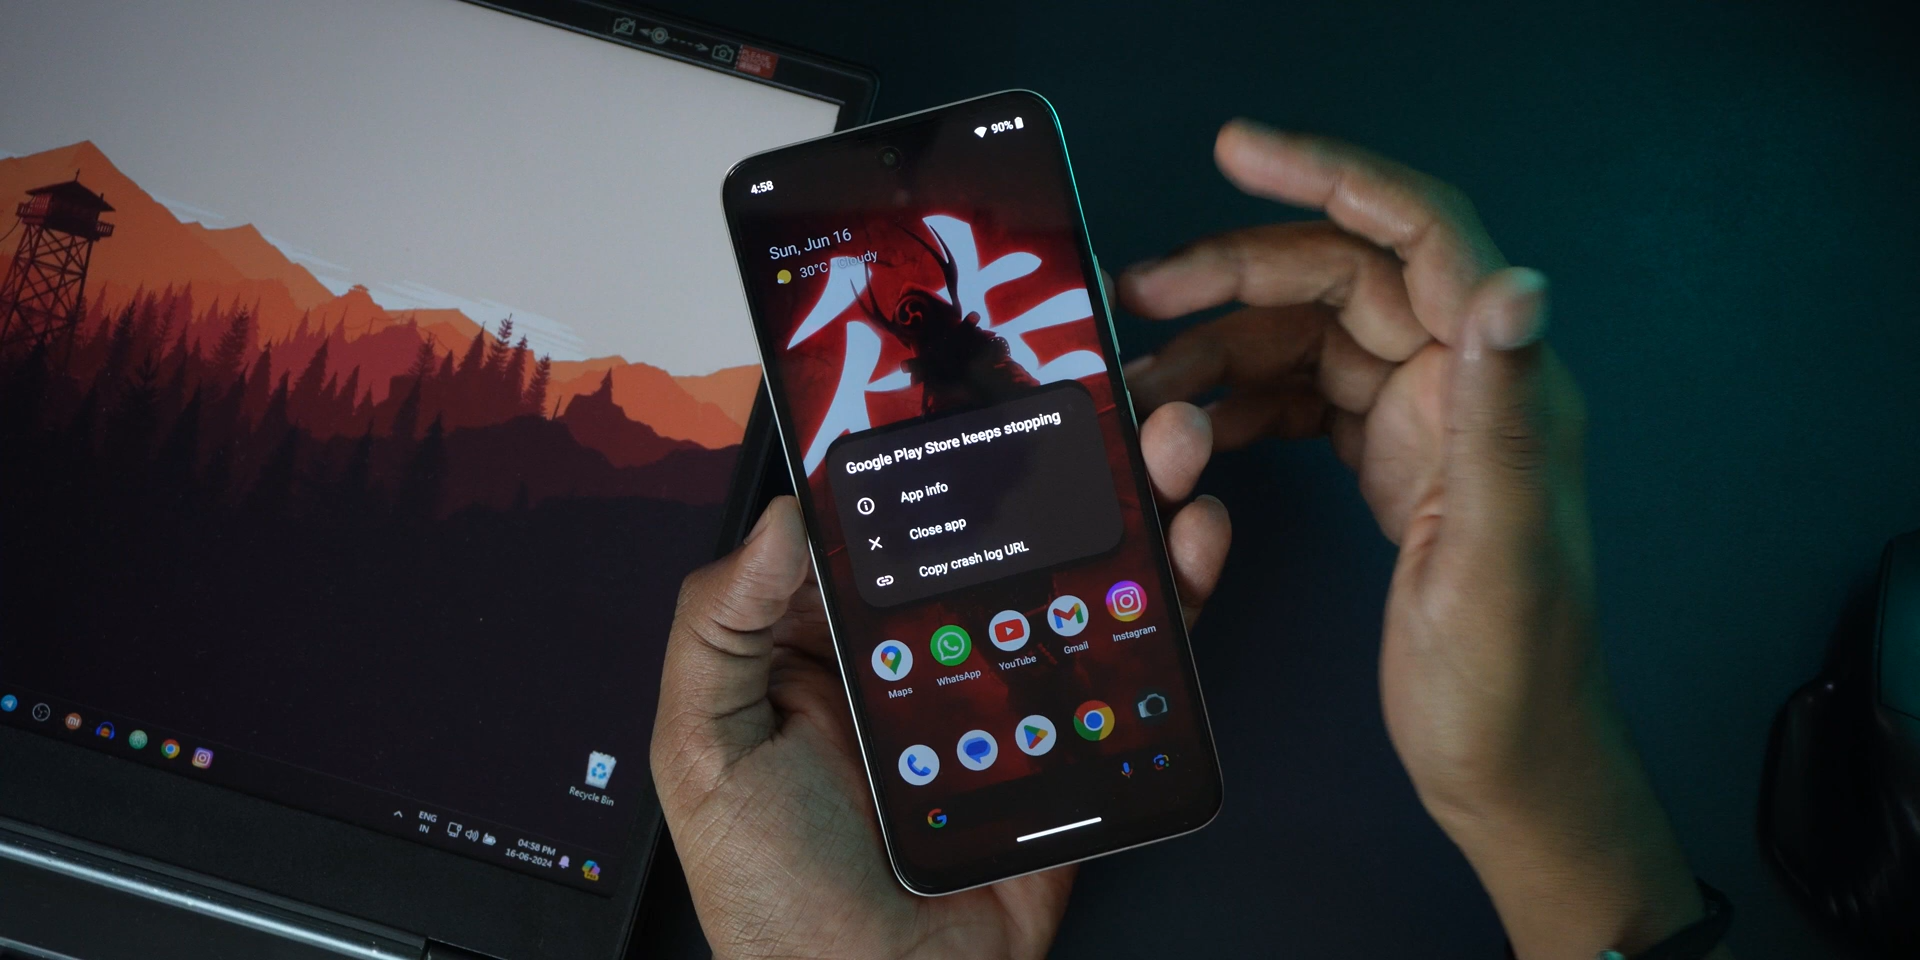 4:58
90%
Sun, Jun 16
30°C Cloudy
Google Play Store keeps stopping
App info
Close app
Copy crash log URL
Maps
WhatsApp
YouTube
Gmail
Instagram
Recycle Bin
ENG
IN
04:58 PM
16-06-2024